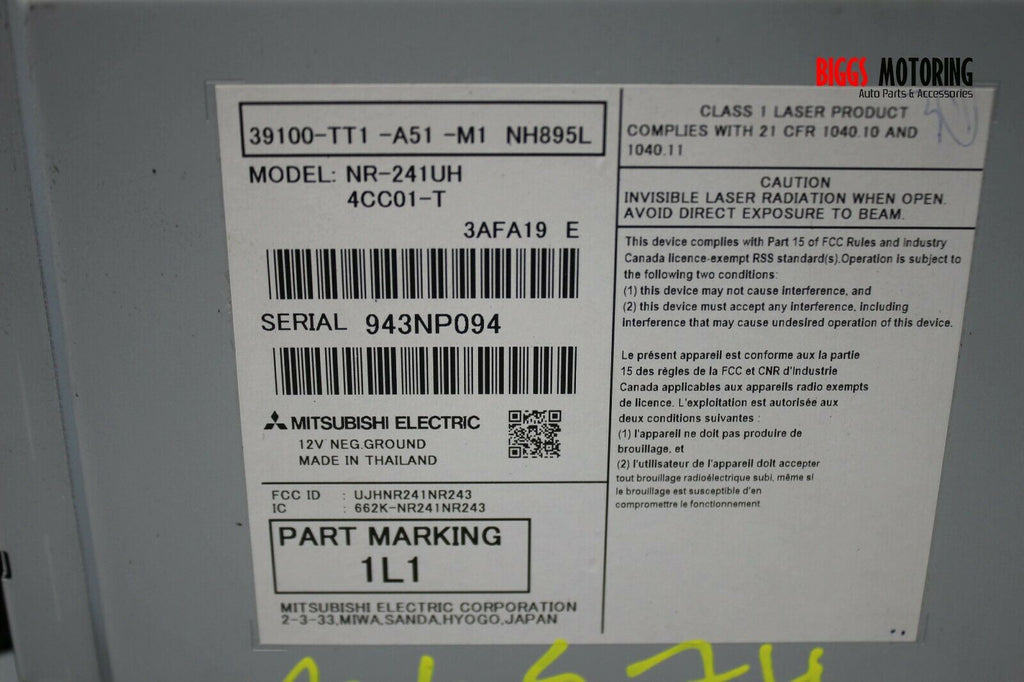 BIGGS MOTORING
Auto Parts & Accessories
39100-TT1 -A51 -M1 NH895L
MODEL: NR-241UH
4CC01-T
3AFA19 E
SERIAL 943NP094
MITSUBISHI ELECTRIC
12V NEG.GROUND
MADE IN THAILAND
FCC ID : UJHNR241NR243
IC : 662K-NR241NR243
PART MARKING
1L1
MITSUBISHI ELECTRIC CORPORATION
2-3-33,MIWA,SANDA,HYOGO,JAPAN
CLASS 1 LASER PRODUCT
COMPLIES WITH 21 CFR 1040.10 AND
1040.11
CAUTION
INVISIBLE LASER RADIATION WHEN OPEN.
AVOID DIRECT EXPOSURE TO BEAM.
This device complies with Part 15 of FCC Rules and Industry
Canada licence-exempt RSS standard(s).Operation is subject to
the following two conditions:
(1) this device may not cause interference, and
(2) this device must accept any interference, including
interference that may cause undesired operation of this device.
Le présent appareil est conforme aux la partie
15 des régles de la FCC et CNR d'Industrie
Canada applicables aux appareils radio exempts
de licence. L'exploitation est autorisée aux
deux conditions suivantes :
(1) l'appareil ne doit pas produire de
brouillage, et
(2) l'utilisateur de l'appareil doit accepter
tout brouillage radioélectrique subi, même si
le brouillage est susceptible d'en
compromettre le fonctionnement